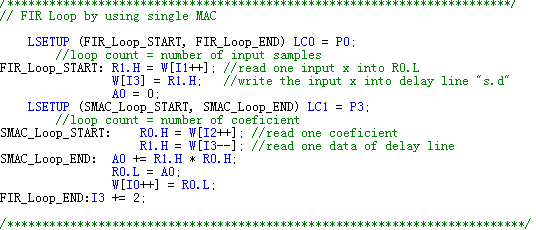 /*************************************************************************/
// FIR Loop by using single MAC
LSETUP (FIR_Loop_START, FIR_Loop_END) LC0 = P0;
//loop count = number of input samples
FIR_Loop_START: R1.H = W[I1++]; //read one input x into R0.L
W[I3] = R1.H;   //write the input x into delay line "s.d"
A0 = 0;
LSETUP (SMAC_Loop_START, SMAC_Loop_END) LC1 = P3;
//loop count = number of coeficient
SMAC_Loop_START:    R0.H = W[I2++]; //read one coeficient
R1.H = W[I3--]; //read one data of delay line
SMAC_Loop_END:  A0 += R1.H * R0.H;
R0.L = A0;
W[I0++] = R0.L;
FIR_Loop_END:I3 += 2;
/***************************************************************************/